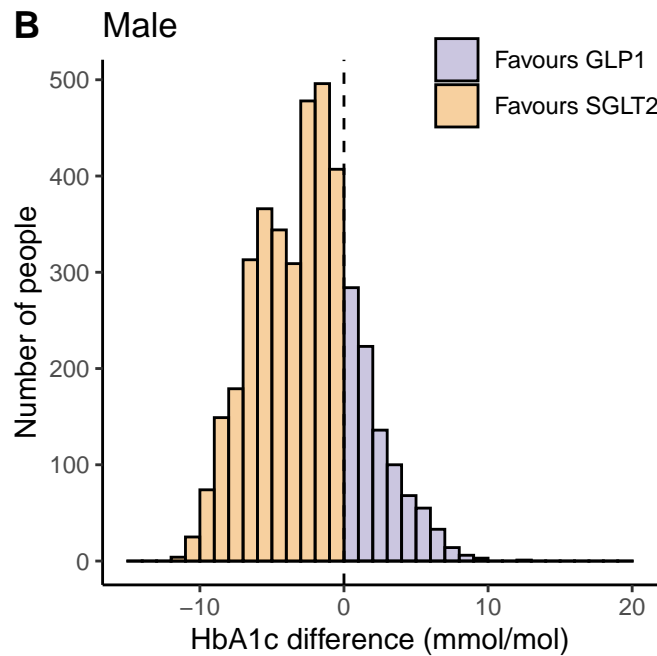 B Male
Favours GLP1
Favours SGLT2
Number of people
500
400
300
200
100
0
−10 0 10 20
HbA1c difference (mmol/mol)